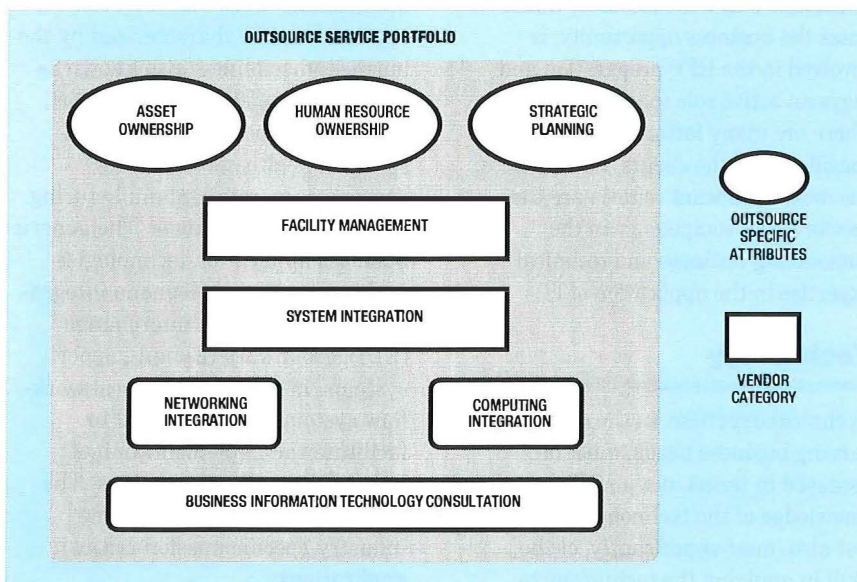 OUTSOURCE SERVICE PORTFOLIO
ASSET
OWNERSHIP
HUMAN RESOURCE
OWNERSHIP
STRATEGIC
PLANNING
FACILITY MANAGEMENT
SYSTEM INTEGRATION
NETWORKING
INTEGRATION
COMPUTING
INTEGRATION
BUSINESS INFORMATION TECHNOLOGY CONSULTATION
OUTSOURCE
SPECIFIC
ATTRIBUTES
VENDOR
CATEGORY